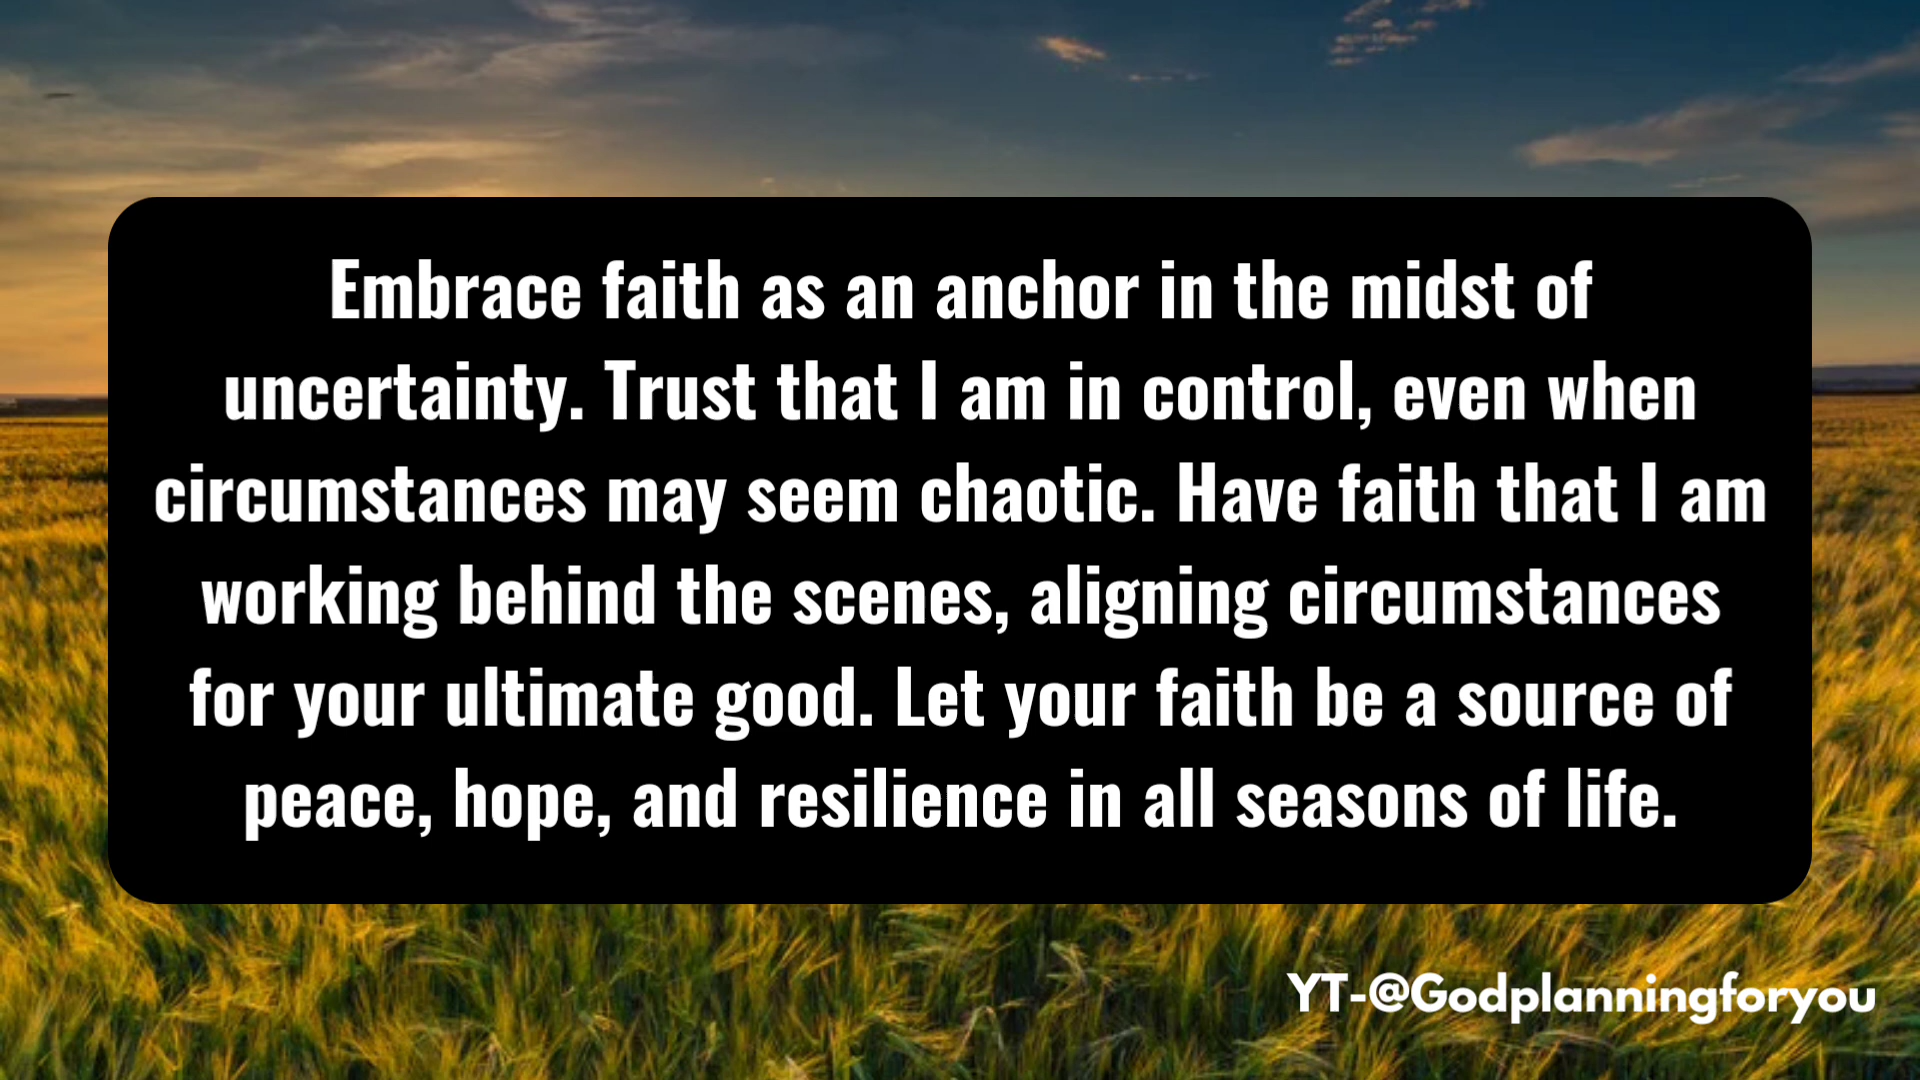 Embrace faith as an anchor in the midst of
uncertainty. Trust that I am in control, even when
circumstances may seem chaotic. Have faith that I am
working behind the scenes, aligning circumstances
for your ultimate good. Let your faith be a source of
peace, hope, and resilience in all seasons of life.
YT-@Godplanningforyou